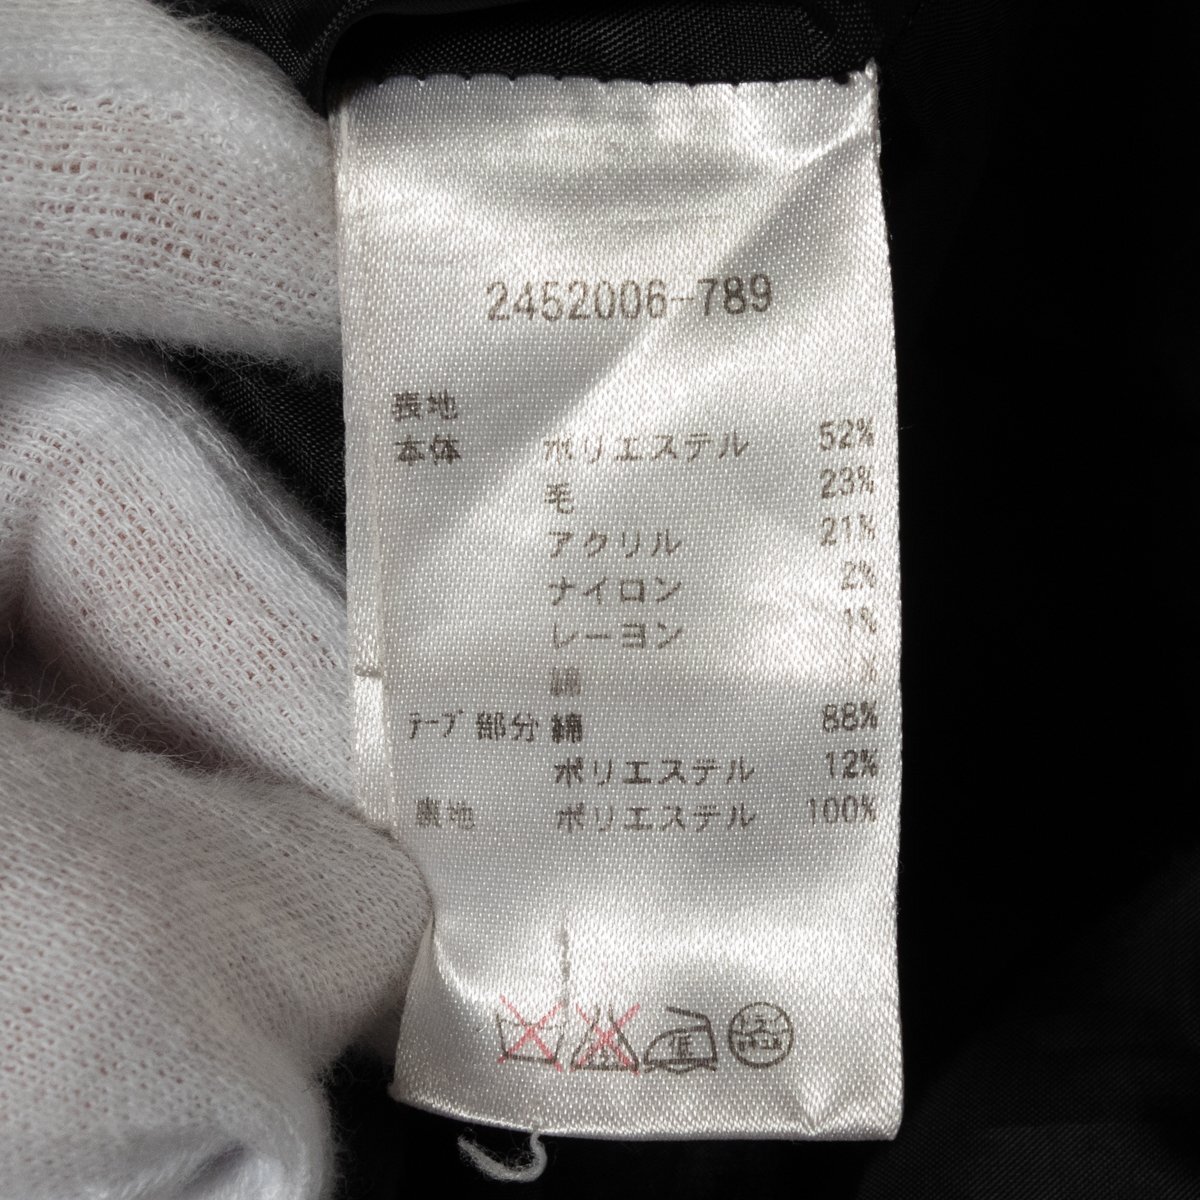 2452006-789
表地
本体 ポリエステル 52%
毛 23%
アクリル 21%
ナイロン 2%
レーヨン 1%
綿
ﾃｰﾌﾟ部分 綿 88%
ポリエステル 12%
裏地 ポリエステル 100%
低